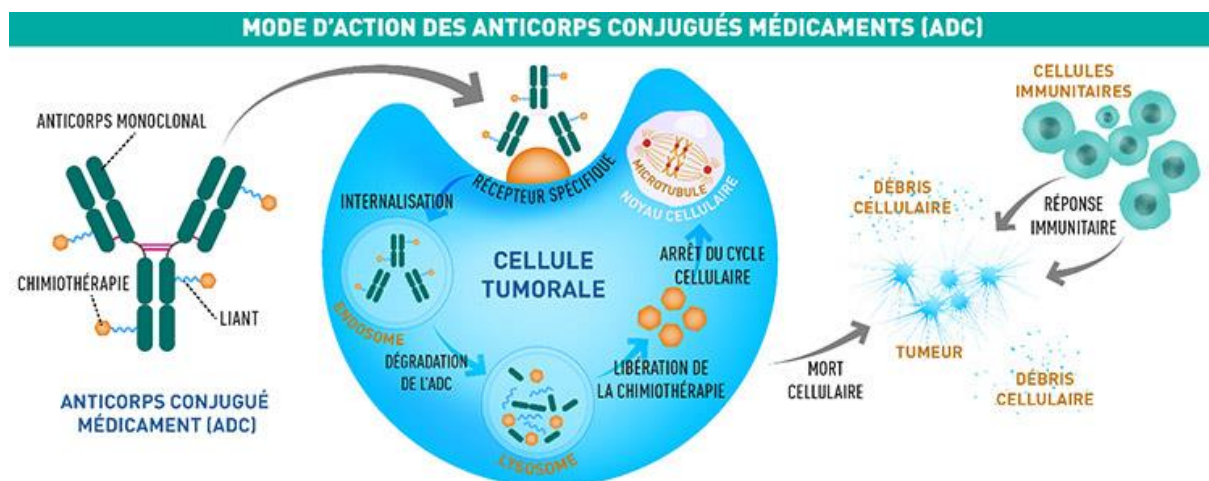 MODE D'ACTION DES ANTICORPS CONJUGUÉS MÉDICAMENTS (ADC)
ANTICORPS MONOCLONAL
CHIMIOTHÉRAPIE
LIANT
ANTICORPS CONJUGUÉ
MÉDICAMENT (ADC)
RÉCEPTEUR SPÉCIFIQUE
INTERNALISATION
ENDOSOME
DÉGRADATION
DE L'ADC
LYSOSOME
CELLULE
TUMORALE
LIBÉRATION DE
LA CHIMIOTHÉRAPIE
ARRÊT DU CYCLE
CELLULAIRE
MICROTUBULE
NOYAU CELLULAIRE
MORT
CELLULAIRE
CELLULES
IMMUNITAIRES
RÉPONSE
IMMUNITAIRE
DÉBRIS
CELLULAIRE
TUMEUR
DÉBRIS
CELLULAIRE